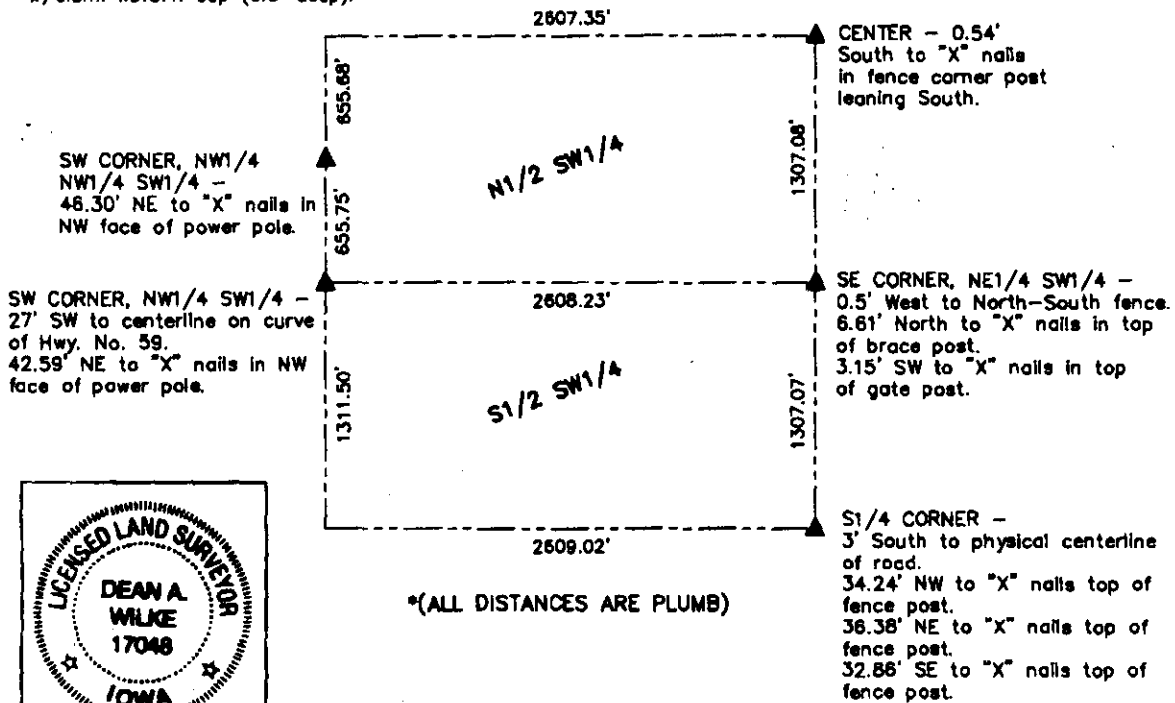 2607.35'
CENTER - 0.54'
South to "X" nails
in fence corner post
leaning South.
655.68'
N1/2 SW1/4
1307.08'
SW CORNER, NW1/4
NW1/4 SW1/4 -
46.30' NE to "X" nails in
NW face of power pole.
655.75'
SW CORNER, NW1/4 SW1/4 -
27' SW to centerline on curve
of Hwy. No. 59.
42.59' NE to "X" nails in NW
face of power pole.
2608.23'
SE CORNER, NE1/4 SW1/4 -
0.5' West to North-South fence.
6.61' North to "X" nails in top
of brace post.
3.15' SW to "X" nails in top
of gate post.
1311.50'
S1/2 SW1/4
1307.07'
2609.02'
S1/4 CORNER -
3' South to physical centerline
of road.
34.24' NW to "X" nails top of
fence post.
36.38' NE to "X" nails top of
fence post.
32.86' SE to "X" nails top of
fence post.
*(ALL DISTANCES ARE PLUMB)
LICENSED LAND SURVEYOR
DEAN A.
WILKE
17048
IOWA